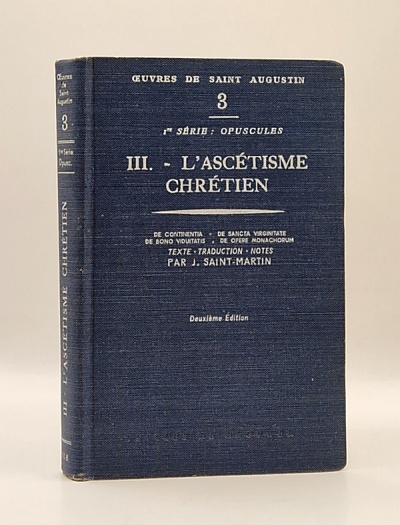 ŒUVRES DE SAINT AUGUSTIN
3
1re SÉRIE : OPUSCULES
III. - L'ASCÉTISME
CHRÉTIEN
DE CONTINENTIA - DE SANCTA VIRGINITATE
DE BONO VIDUITATIS - DE OPERE MONACHORUM
TEXTE - TRADUCTION - NOTES
PAR J. SAINT-MARTIN
Deuxième Édition
Œuvres
de
Saint
Augustin
3
1re Série
Opusc.
III. L'ASCÉTISME CHRÉTIEN